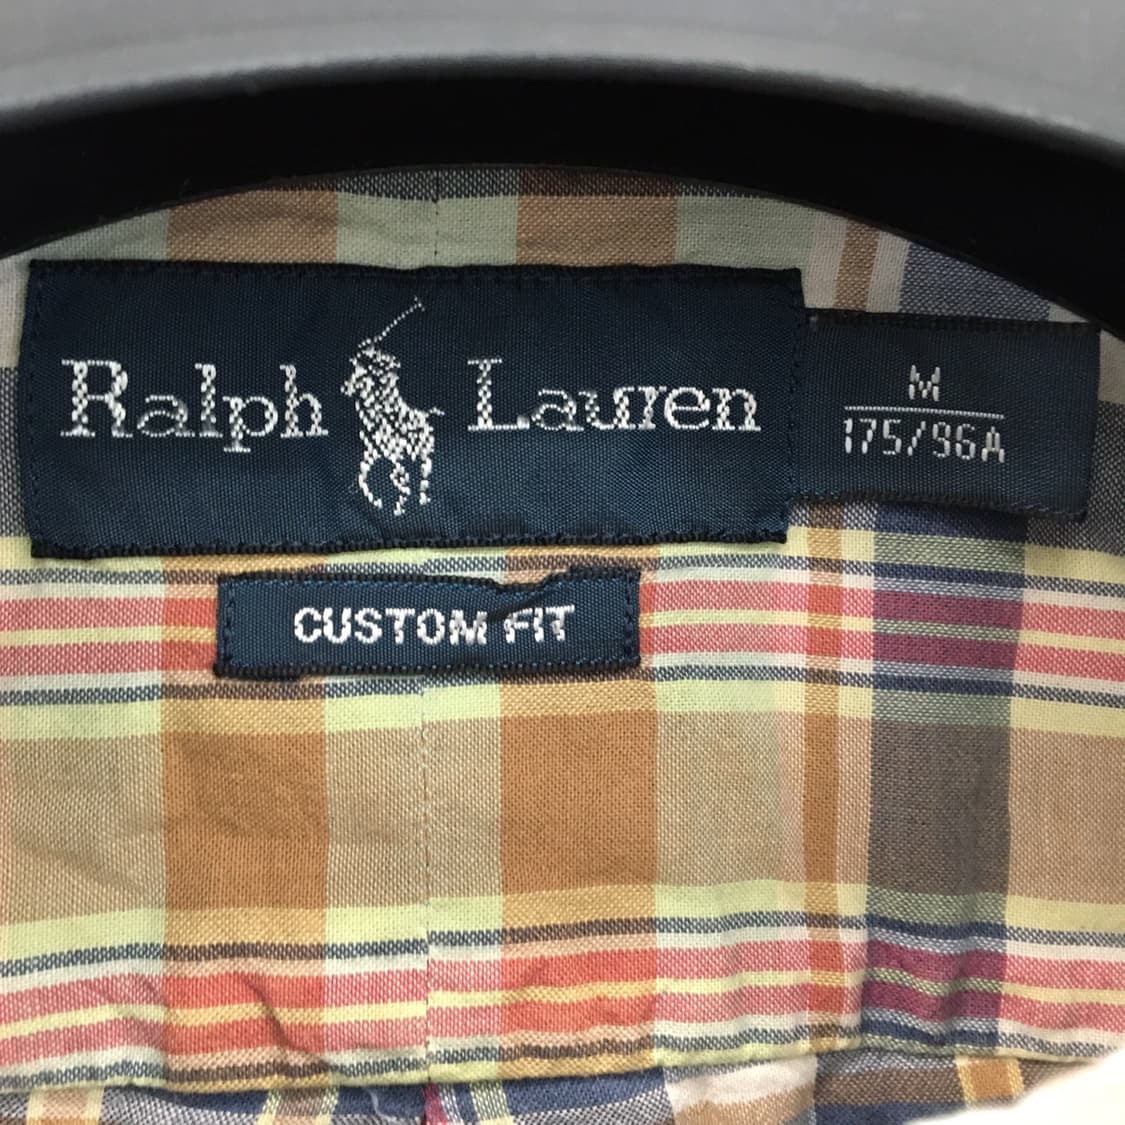 Ralph Lauren
M
175/96A
CUSTOM FIT